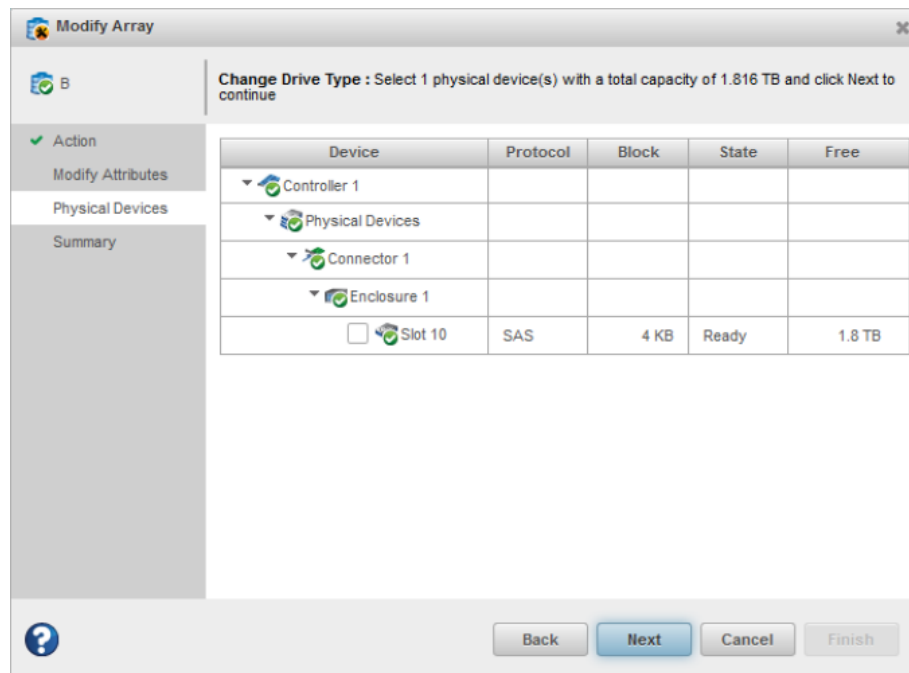 Modify Array
B
Change Drive Type : Select 1 physical device(s) with a total capacity of 1.816 TB and click Next to
continue
Action
Modify Attributes
Physical Devices
Summary
Device Protocol Block State Free
Controller 1
Physical Devices
Connector 1
Enclosure 1
Slot 10 SAS 4 KB Ready 1.8 TB
? Back Next Cancel Finish